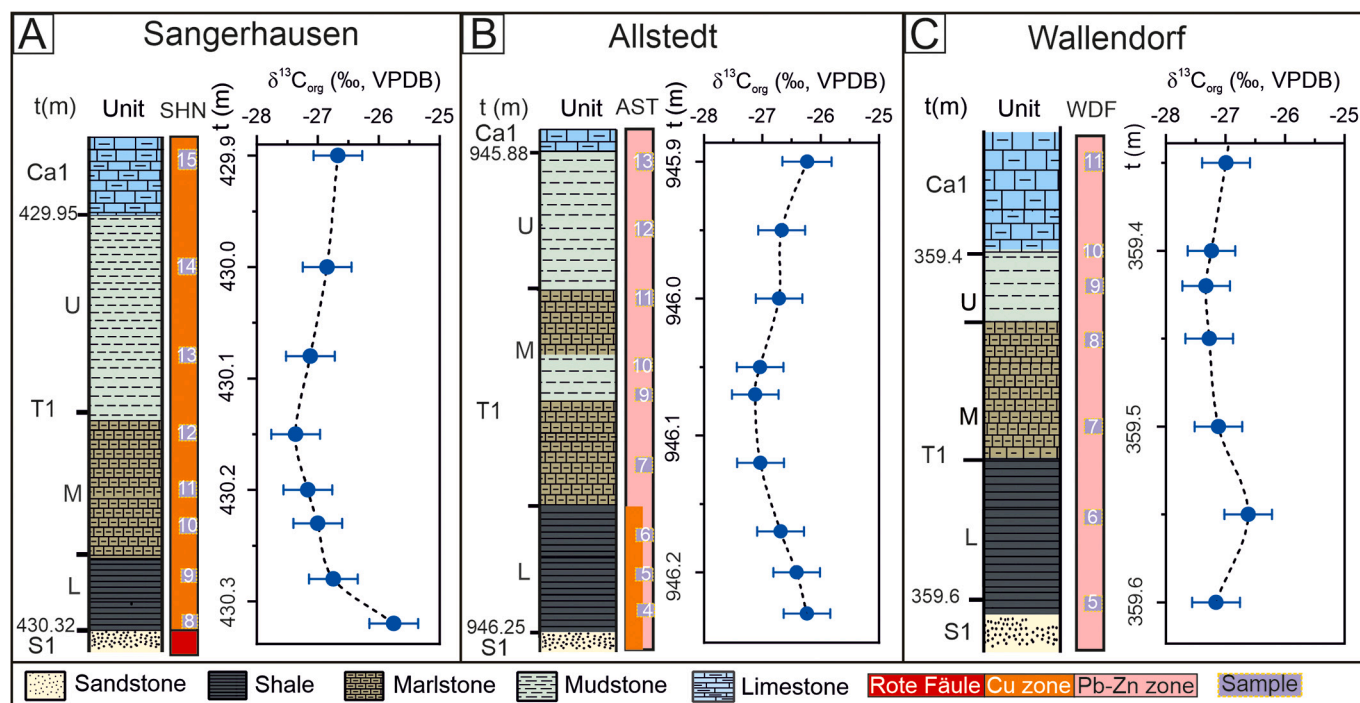 A
Sangerhausen
δ¹³Corg (‰, VPDB)
t(m) Unit SHN t (m)
-28 -27 -26 -25
Ca1
429.95
U
T1
M
L
430.32
S1
15
14
13
12
11
10
9
8
429.9
430.0
430.1
430.2
430.3
B
Allstedt
δ¹³Corg (‰, VPDB)
t (m) Unit AST
-28 -27 -26 -25
Ca1
945.88
U
M
T1
L
946.25
S1
13
12
11
10
9
7
6
5
4
t (m)
945.9
946.0
946.1
946.2
C
Wallendorf
δ¹³Corg (‰, VPDB)
t(m) Unit WDF
-28 -27 -26 -25
Ca1
359.4
U
M
T1
L
359.6
S1
11
10
9
8
7
6
5
t (m)
359.4
359.5
359.6
Sandstone Shale Marlstone Mudstone Limestone Rote Fäule Cu zone Pb-Zn zone Sample